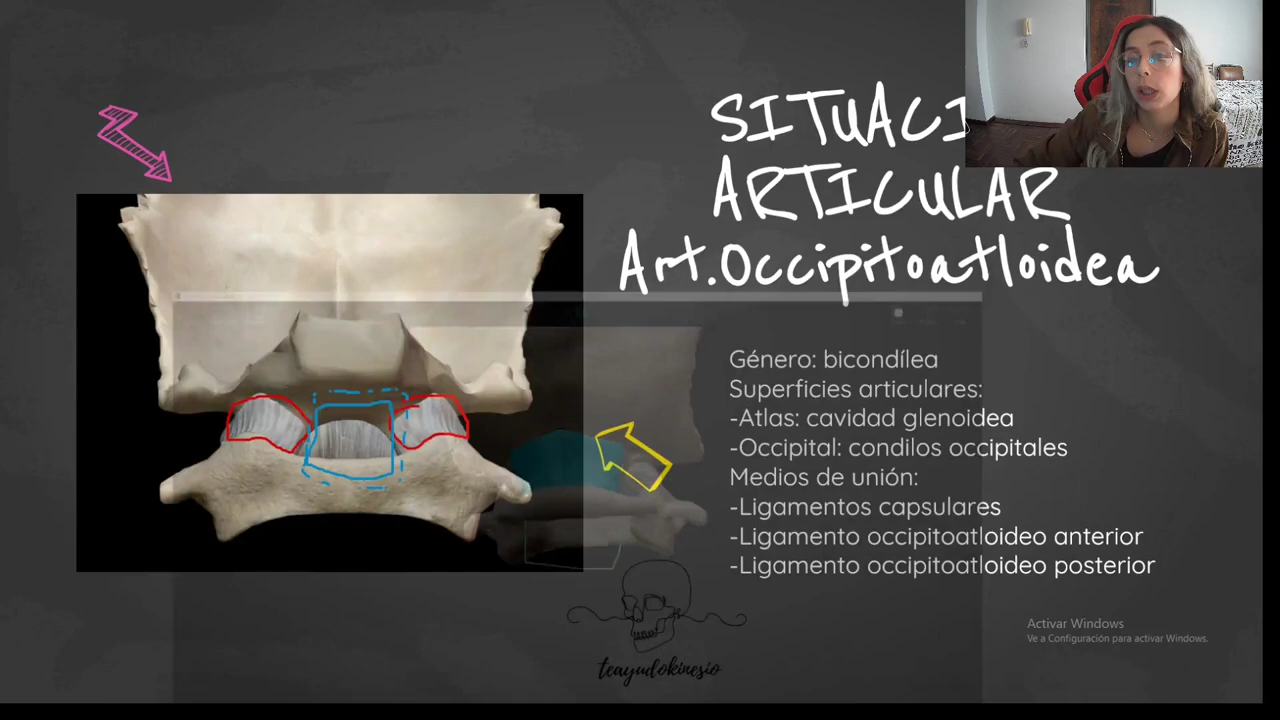 SITUACI
ARTICULAR
Art.Occipitoatloidea
Género: bicondílea
Superficies articulares:
-Atlas: cavidad glenoidea
-Occipital: condilos occipitales
Medios de unión:
-Ligamentos capsulares
-Ligamento occipitoatloideo anterior
-Ligamento occipitoatloideo posterior
Activar Windows
Ve a Configuración para activar Windows.
teayudokinesio